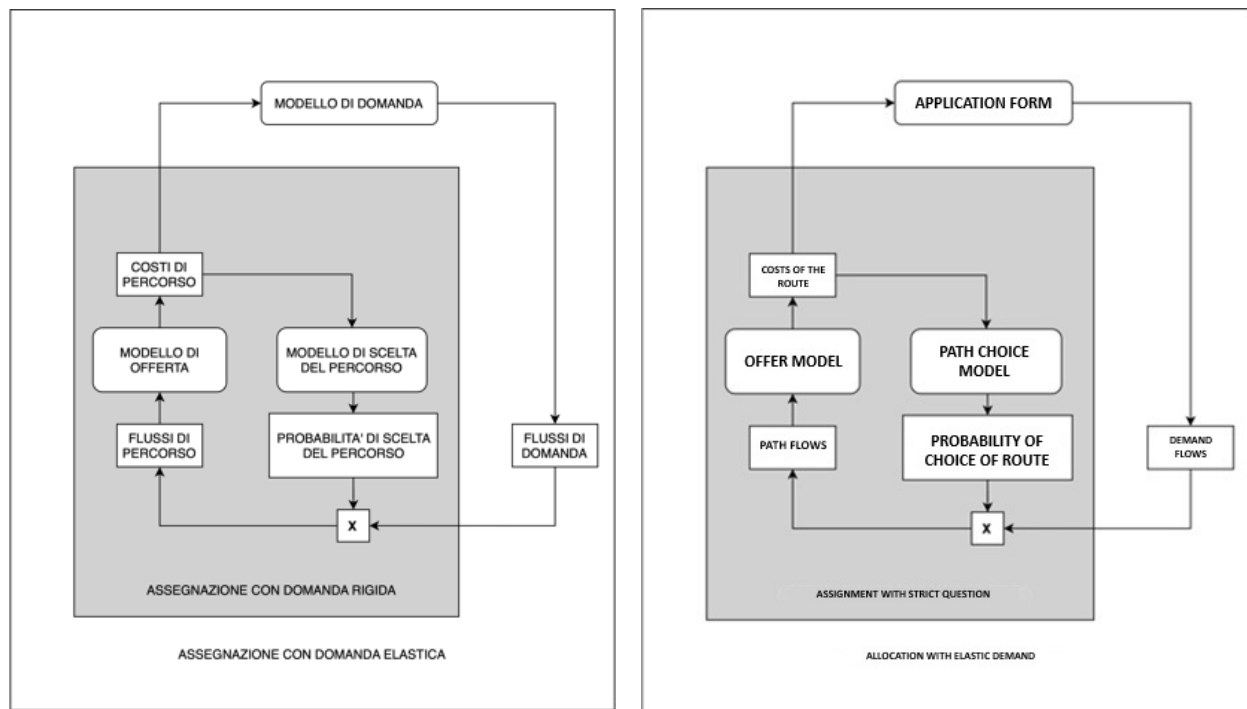 MODELLO DI DOMANDA
COSTI DI
PERCORSO
MODELLO DI
OFFERTA
MODELLO DI SCELTA
DEL PERCORSO
FLUSSI DI
PERCORSO
PROBABILITA' DI SCELTA
DEL PERCORSO
FLUSSI DI
DOMANDA
X
ASSEGNAZIONE CON DOMANDA RIGIDA
ASSEGNAZIONE CON DOMANDA ELASTICA
APPLICATION FORM
COSTS OF THE
ROUTE
OFFER MODEL
PATH CHOICE
MODEL
PATH FLOWS
PROBABILITY OF
CHOICE OF ROUTE
DEMAND
FLOWS
X
ASSIGNMENT WITH STRICT QUESTION
ALLOCATION WITH ELASTIC DEMAND